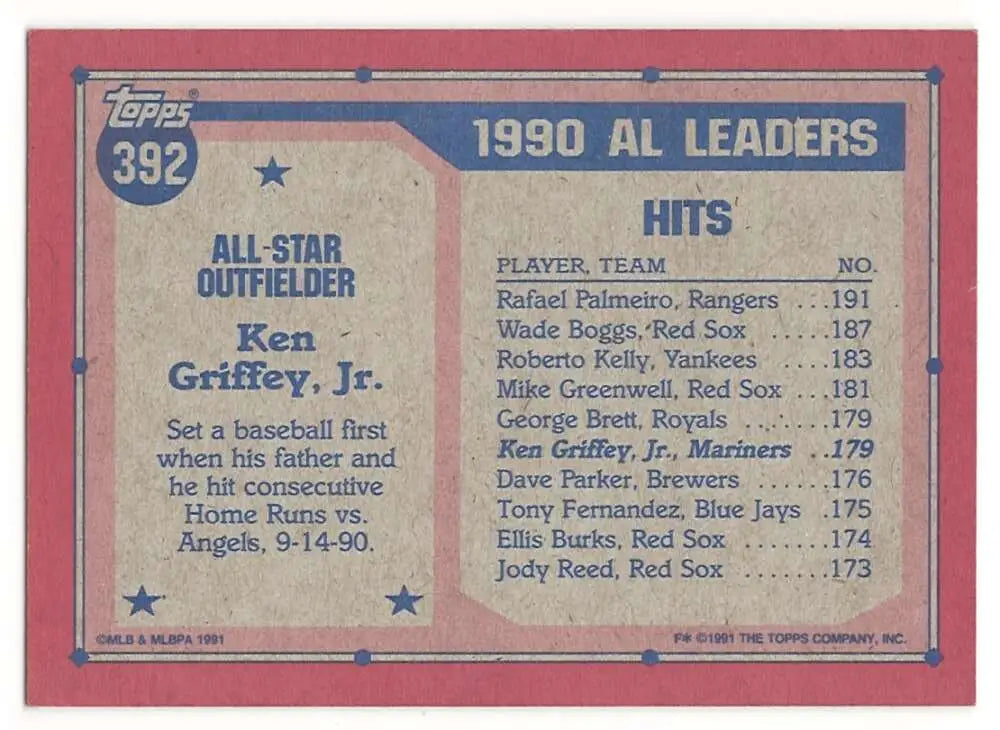 topps®
392
ALL-STAR
OUTFIELDER
Ken
Griffey, Jr.
Set a baseball first
when his father and
he hit consecutive
Home Runs vs.
Angels, 9-14-90.
©MLB & MLBPA 1991
1990 AL LEADERS
HITS
PLAYER, TEAM NO.
Rafael Palmeiro, Rangers ...191
Wade Boggs, Red Sox .....187
Roberto Kelly, Yankees ....183
Mike Greenwell, Red Sox ...181
George Brett, Royals .......179
Ken Griffey, Jr., Mariners ..179
Dave Parker, Brewers ......176
Tony Fernandez, Blue Jays .175
Ellis Burks, Red Sox .......174
Jody Reed, Red Sox .......173
F* ©1991 THE TOPPS COMPANY, INC.